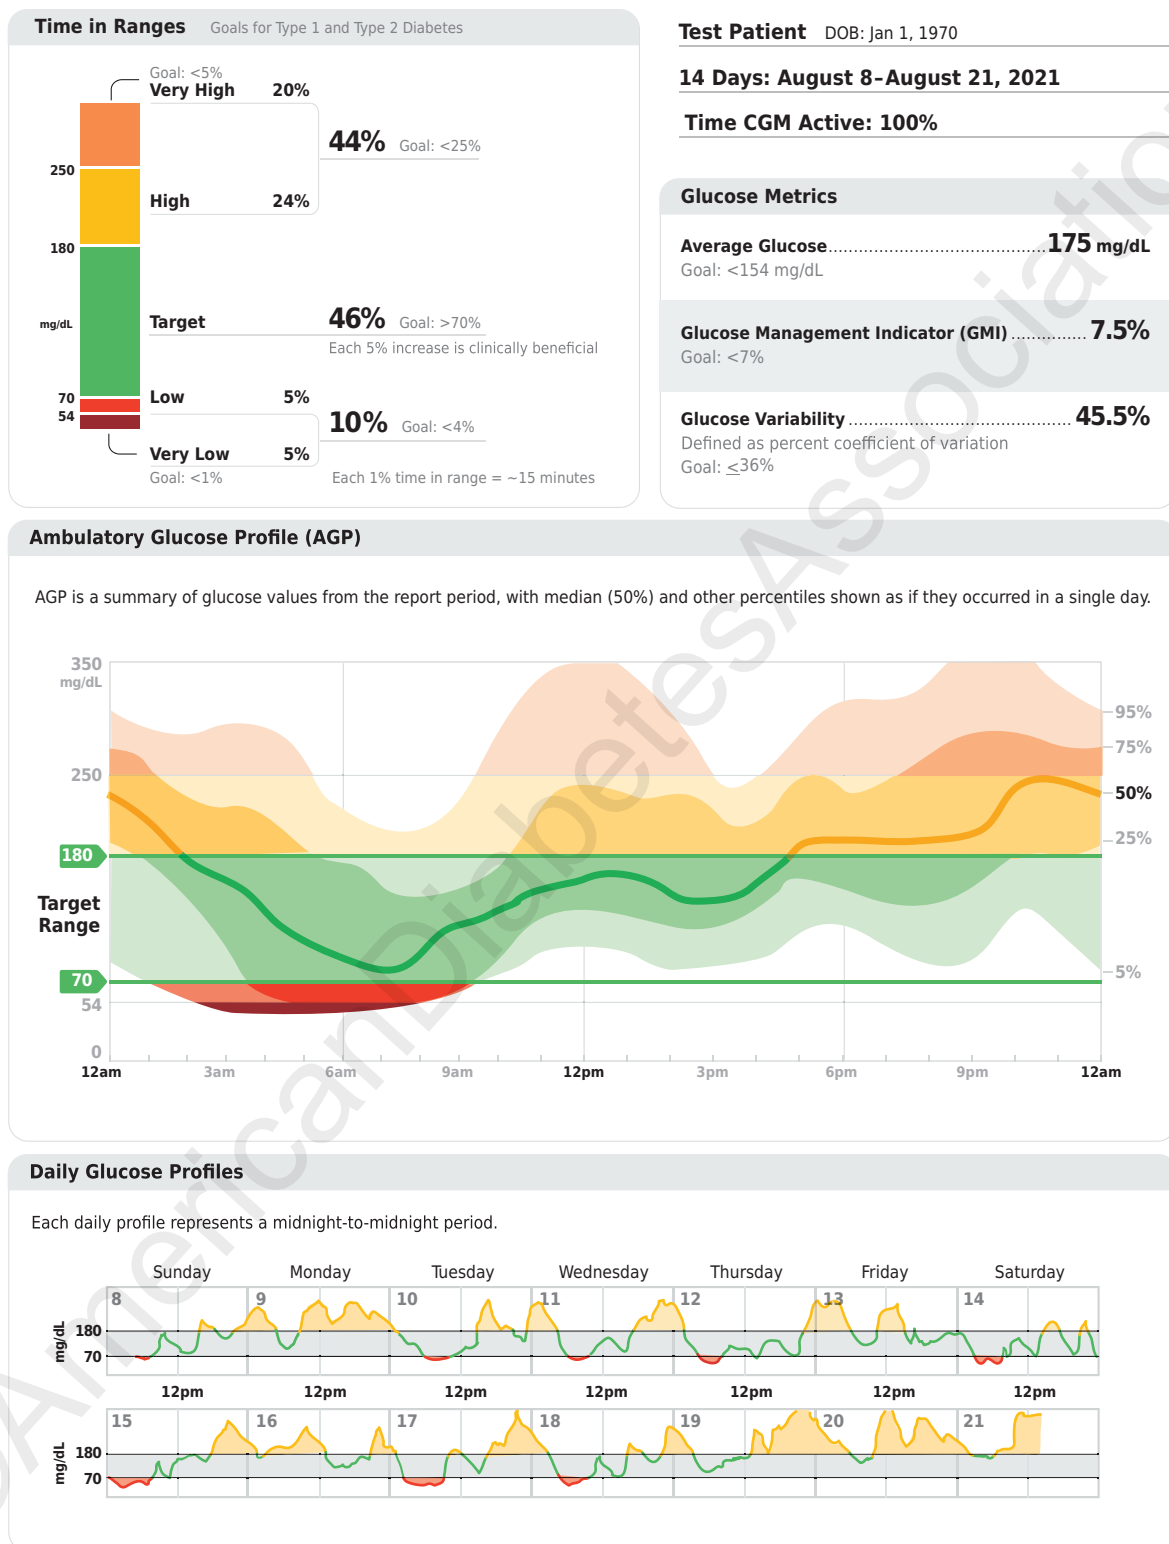 Time in Ranges Goals for Type 1 and Type 2 Diabetes
Goal: <5%
Very High 20%
44% Goal: <25%
250
High 24%
180
mg/dL
Target 46% Goal: >70%
Each 5% increase is clinically beneficial
70
Low 5%
54
10% Goal: <4%
Very Low 5%
Goal: <1%
Each 1% time in range = ~15 minutes
Test Patient DOB: Jan 1, 1970
14 Days: August 8–August 21, 2021
Time CGM Active: 100%
Glucose Metrics
Average Glucose..........................................175 mg/dL
Goal: <154 mg/dL
Glucose Management Indicator (GMI)...............7.5%
Goal: <7%
Glucose Variability............................................45.5%
Defined as percent coefficient of variation
Goal: <36%
Ambulatory Glucose Profile (AGP)
AGP is a summary of glucose values from the report period, with median (50%) and other percentiles shown as if they occurred in a single day.
350
mg/dL
95%
75%
250
50%
25%
180
Target
Range
70
5%
54
0
12am 3am 6am 9am 12pm 3pm 6pm 9pm 12am
Daily Glucose Profiles
Each daily profile represents a midnight-to-midnight period.
Sunday Monday Tuesday Wednesday Thursday Friday Saturday
8 9 10 11 12 13 14
mg/dL
180
70
12pm 12pm 12pm 12pm 12pm 12pm 12pm
15 16 17 18 19 20 21
mg/dL
180
70
American Diabetes Associatio